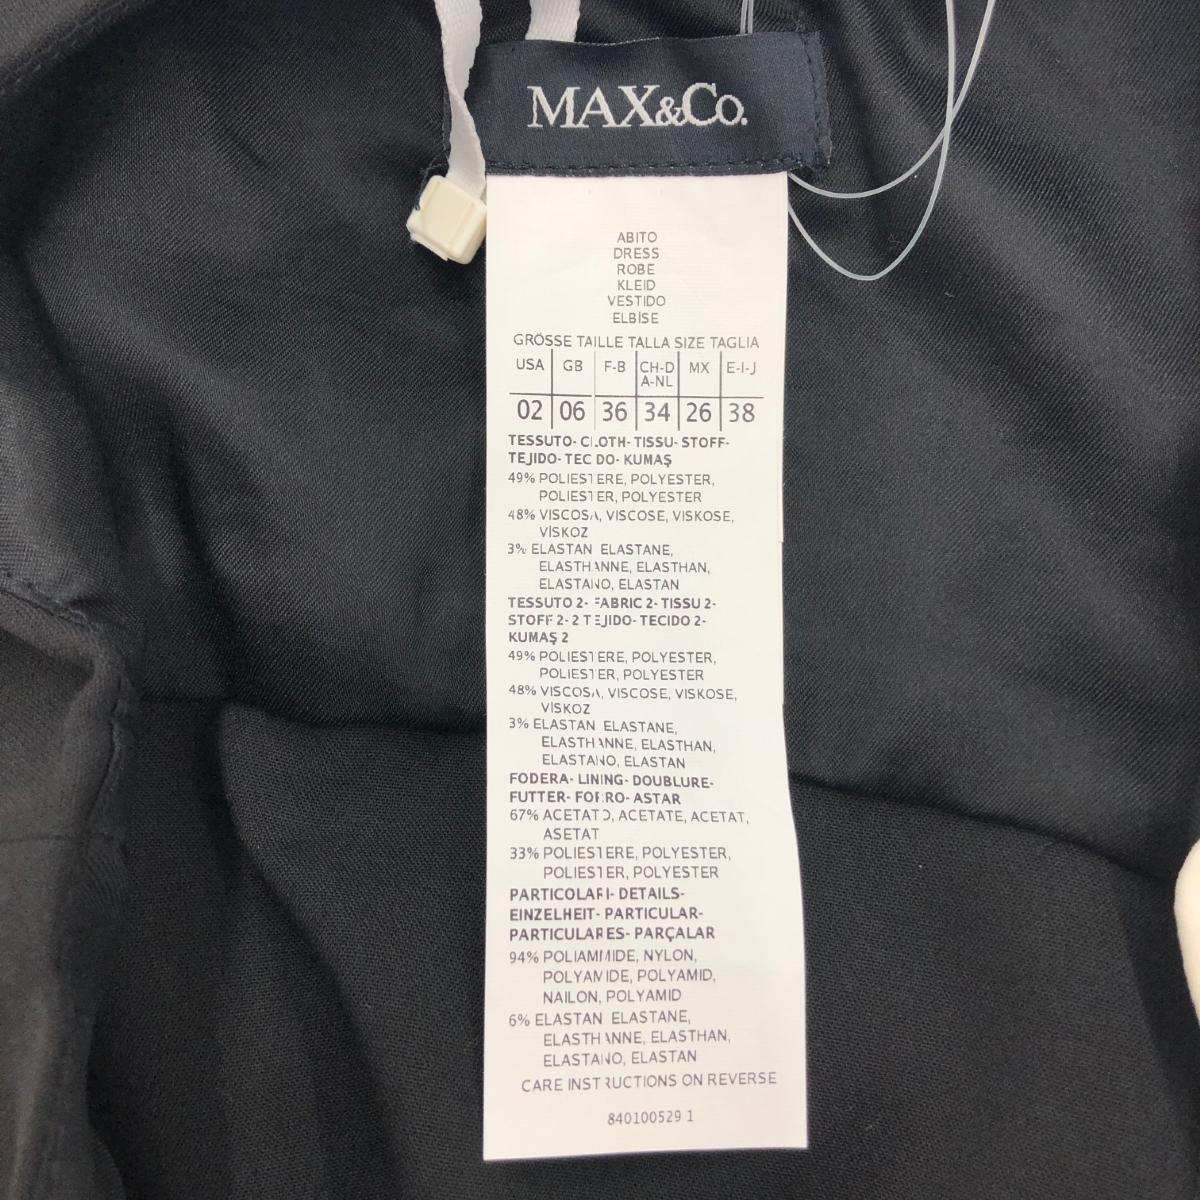 MAX&Co.
ABITO
DRESS
ROBE
KLEID
VESTIDO
ELBİSE
GRÖSSE TAILLE TALLA SIZE TAGLIA
USA GB F-B CH-D A-NL MX E-I-J
02 06 36 34 26 38
TESSUTO- CLOTH- TISSU- STOFF-
TEJIDO- TECIDO- KUMAŞ
49% POLIESTERE, POLYESTER,
POLIESTER, POLYESTER
48% VISCOSA, VISCOSE, VISKOSE,
VİSKOZ
3% ELASTAN ELASTANE,
ELASTHANNE, ELASTHAN,
ELASTANO, ELASTAN
TESSUTO 2- FABRIC 2- TISSU 2-
STOFF 2- 2 TEJIDO- TECIDO 2-
KUMAŞ 2
49% POLIESTERE, POLYESTER,
POLIESTER, POLYESTER
48% VISCOSA, VISCOSE, VISKOSE,
VİSKOZ
3% ELASTAN ELASTANE,
ELASTHANNE, ELASTHAN,
ELASTANO, ELASTAN
FODERA- LINING- DOUBLURE-
FUTTER- FORRO- ASTAR
67% ACETATO, ACETATE, ACETAT,
ASETAT
33% POLIESTERE, POLYESTER,
POLIESTER, POLYESTER
PARTICOLARI- DETAILS-
EINZELHEIT- PARTICULAR-
PARTICULARES- PARÇALAR
94% POLIAMMIDE, NYLON,
POLYAMIDE, POLYAMID,
NAILON, POLYAMID
6% ELASTAN ELASTANE,
ELASTHANNE, ELASTHAN,
ELASTANO, ELASTAN
CARE INSTRUCTIONS ON REVERSE
840100529 1